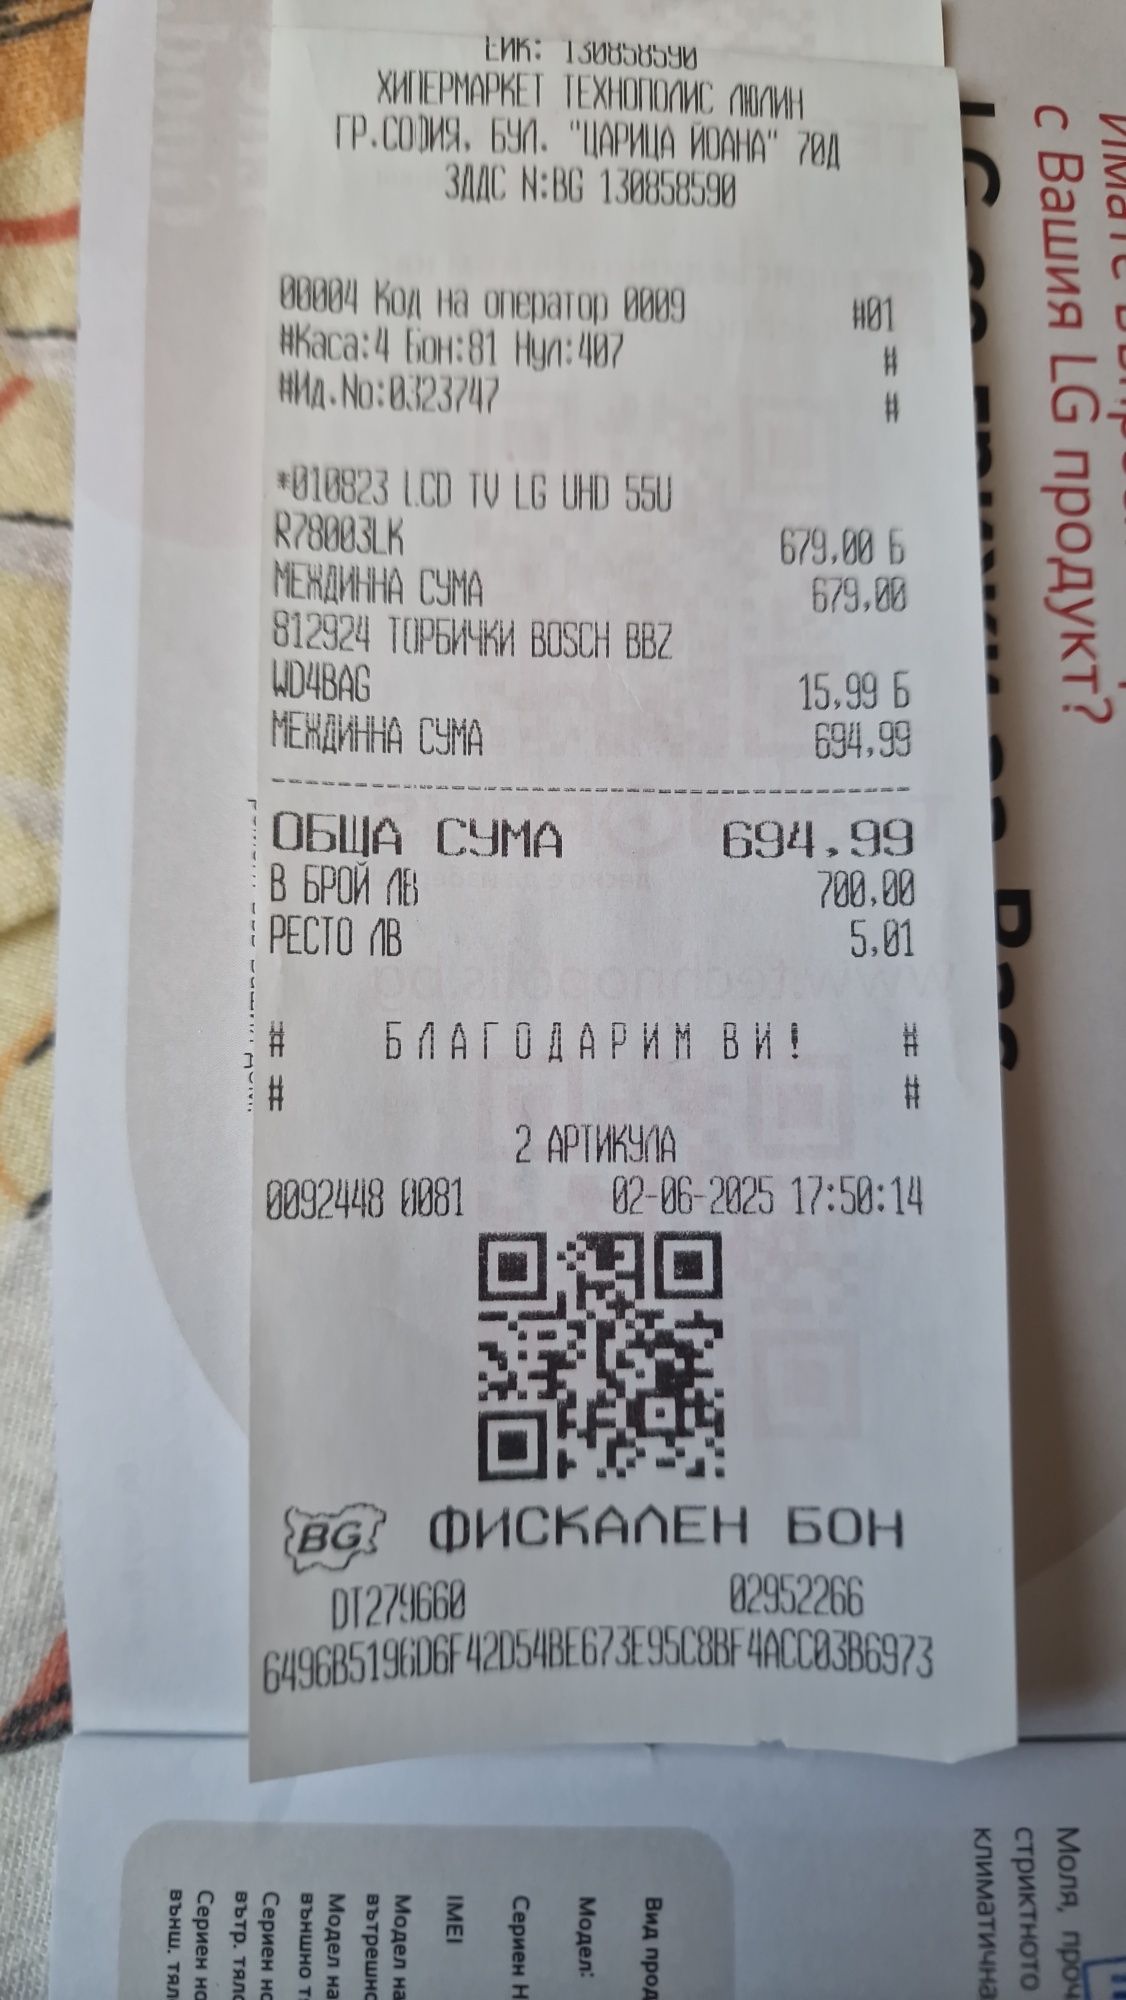 ЕИК: 130858590
ХИПЕРМАРКЕТ ТЕХНОПОЛИС ЛЮЛИН
ГР.СОФИЯ, БУЛ. "ЦАРИЦА ЙОАНА" 70Д
ЗДДС N:BG 130858590
00004 Код на оператор 0009 #01
#Каса:4 Бон:81 Нул:407 #
#Ид.No:0323747 #
*010823 LCD TV LG UHD 55U
R78003LK 679,00 Б
МЕЖДИННА СУМА 679,00
812924 ТОРБИЧКИ BOSCH BBZ
WD4BAG 15,99 Б
МЕЖДИННА СУМА 694,99
ОБЩА СУМА 694,99
В БРОЙ ЛВ 700,00
РЕСТО ЛВ 5,01
# БЛАГОДАРИМ ВИ! #
# #
2 АРТИКУЛА
0092448 0081 02-06-2025 17:50:14
BG ФИСКАЛЕН БОН
DT279660 02952266
6496B5196D6F42D54BE673E95C8BF4ACC03B6973
с Вашия LG продукт?
Моля,
стриктното
климатична
Вид прод
Модел:
Сериен Н
IMEI
Модел на
вътрешно
Модел на
външно т
Сериен но
вътр. тяло
Сериен но
външ. тял